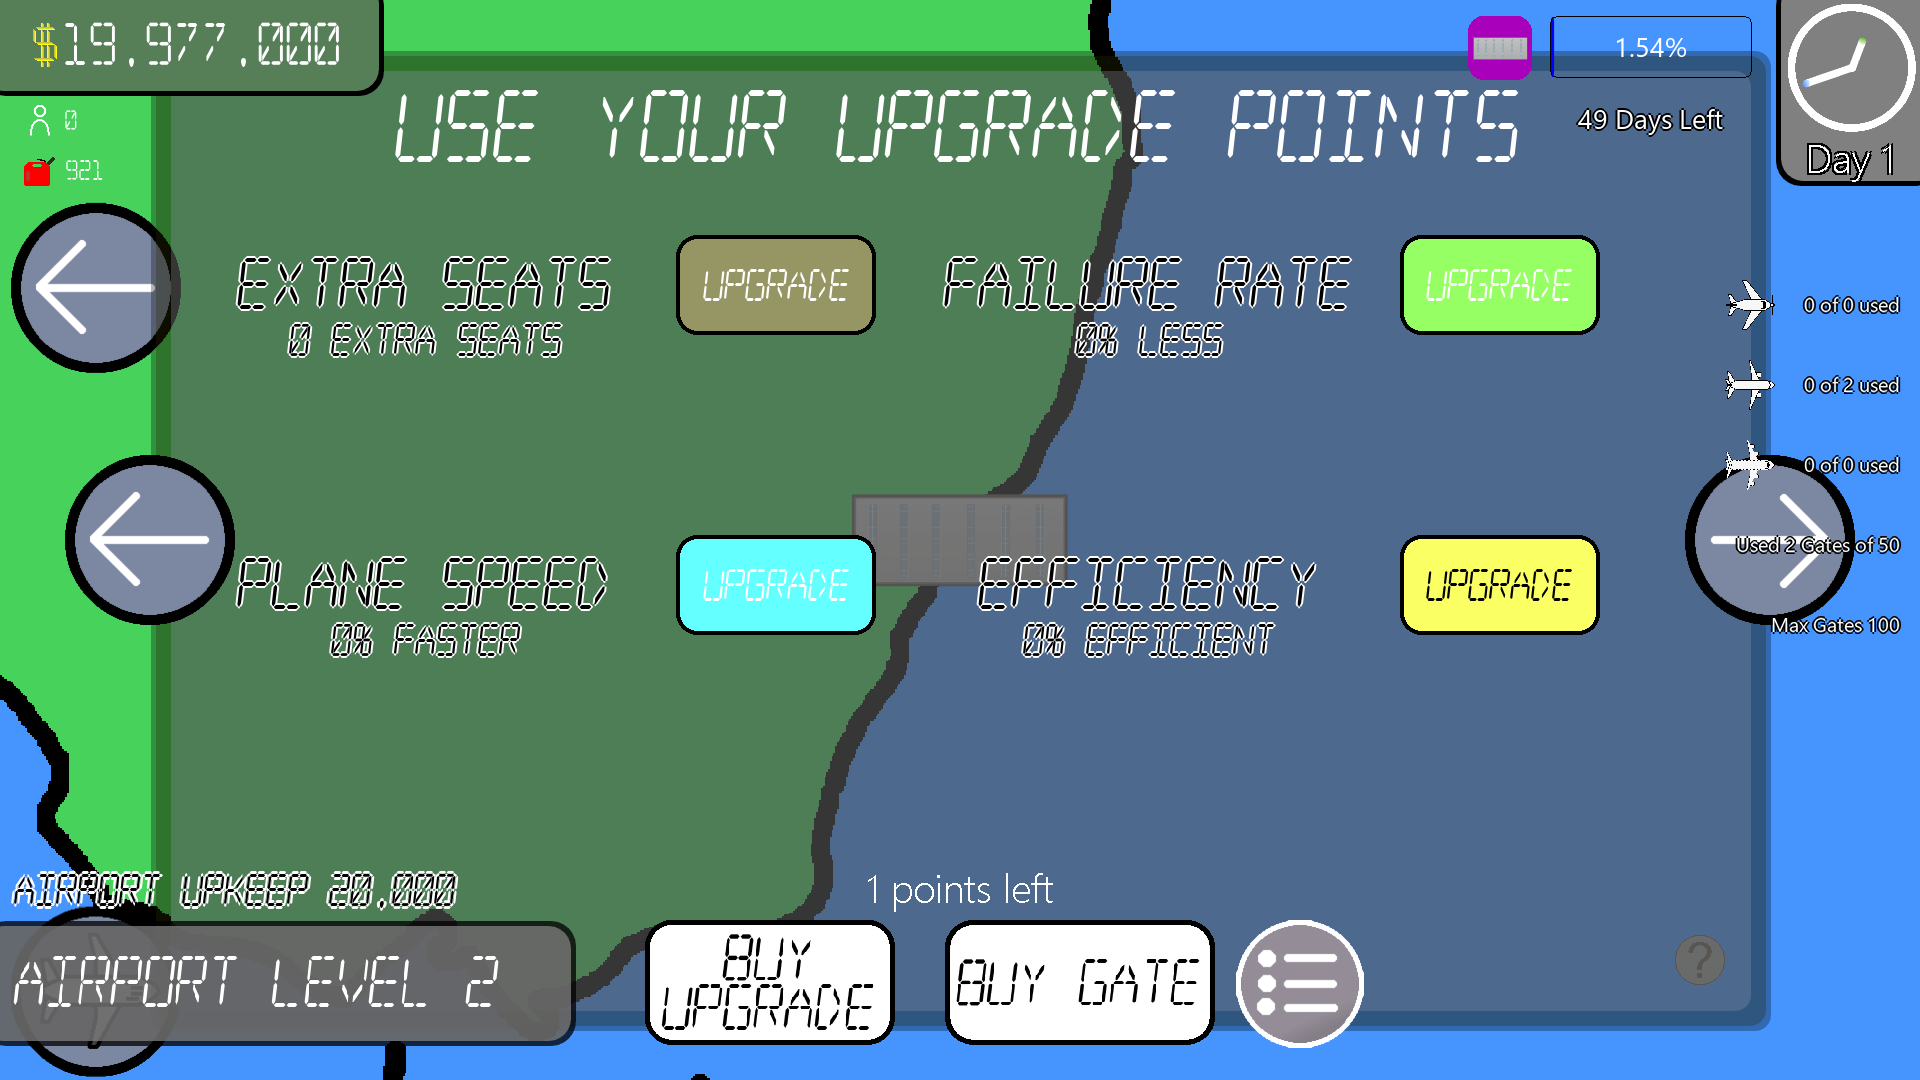 $19.977.000
1.54%
49 Days Left
Day 1
0
921
USE YOUR UPGRADE POINTS
EXTRA SEATS
0 EXTRA SEATS
UPGRADE
FAILURE RATE
0% LESS
UPGRADE
0 of 0 used
0 of 2 used
0 of 0 used
Used 2 Gates of 50
Max Gates 100
PLANE SPEED
0% FASTER
UPGRADE
EFFICIENCY
0% EFFICIENT
UPGRADE
AIRPORT UPKEEP 20.000
1 points left
AIRPORT LEVEL 2
BUY
UPGRADE
BUY GATE
?